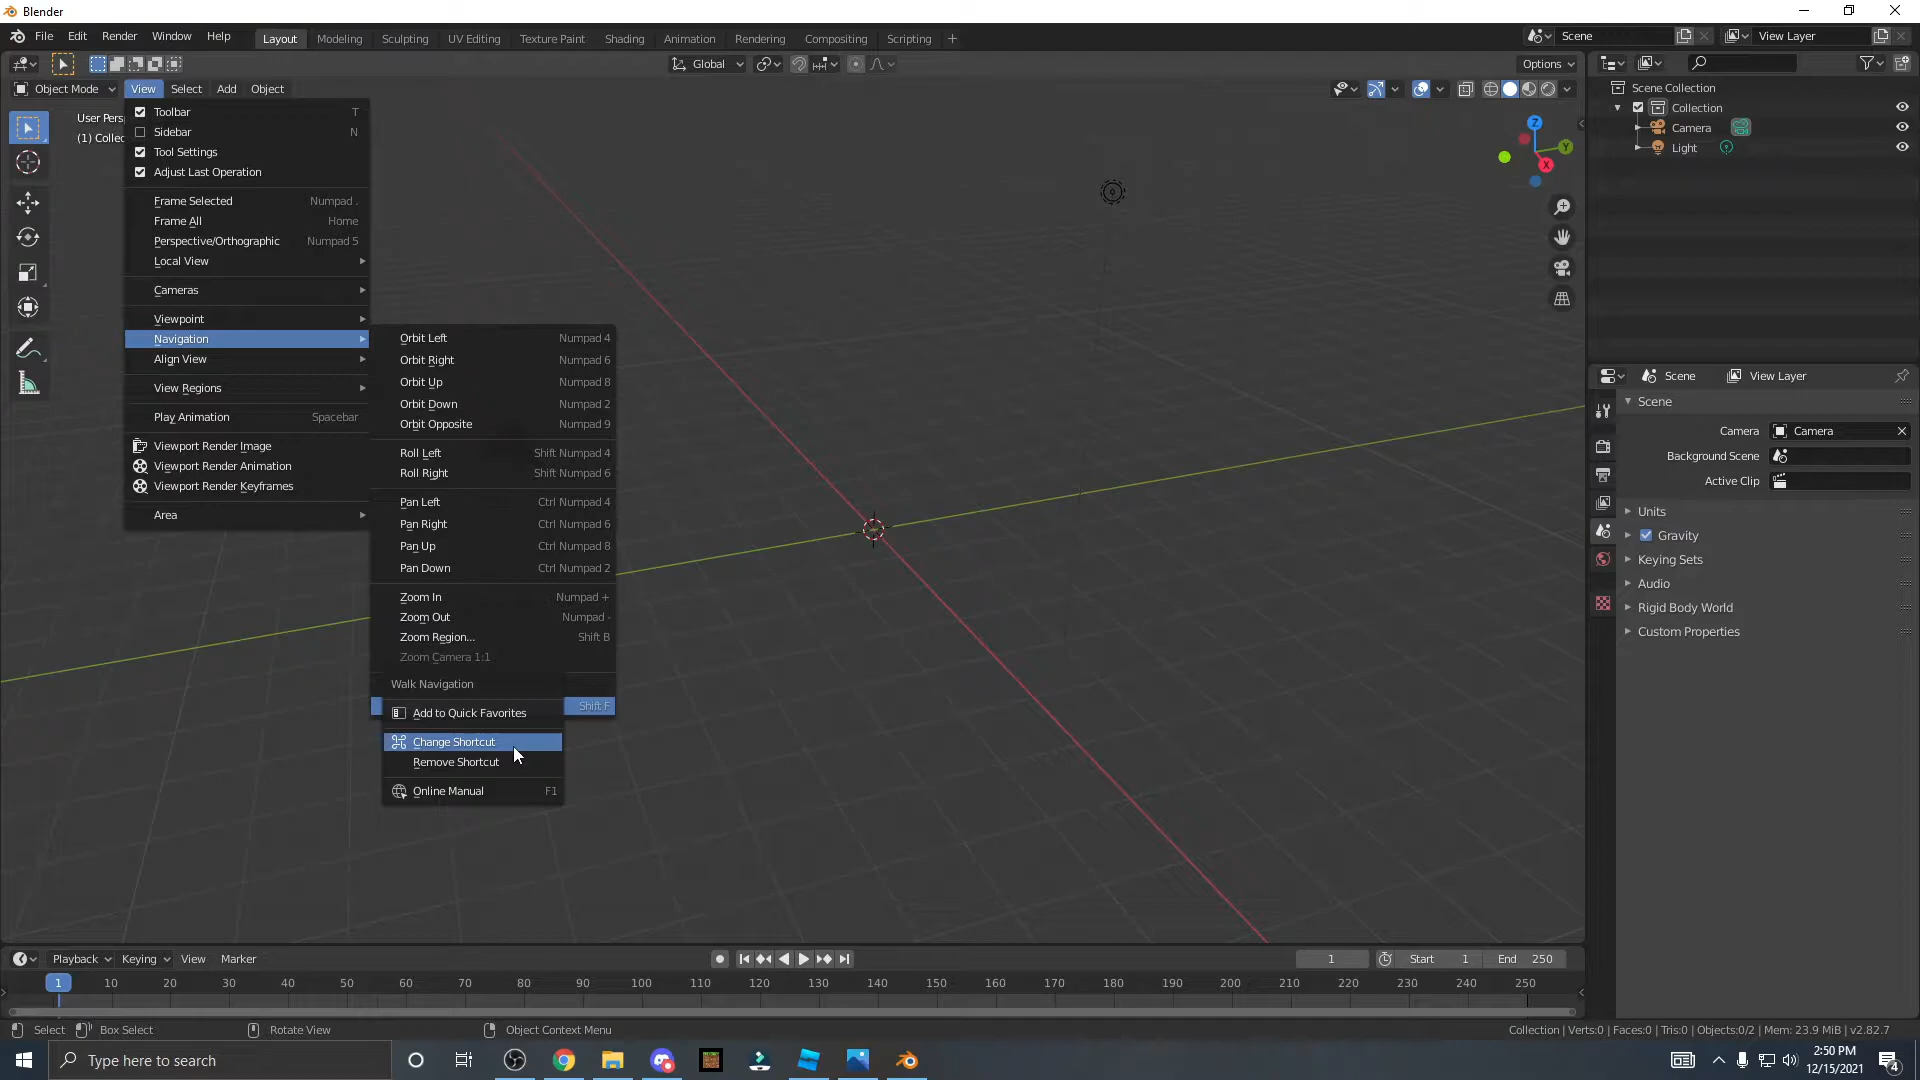 Blender
File Edit Render Window Help
Layout Modeling Sculpting UV Editing Texture Paint Shading Animation Rendering Compositing Scripting +
Scene
View Layer
Global
Options
Object Mode View Select Add Object
User Pers
(1) Collec
Toolbar T
Sidebar N
Tool Settings
Adjust Last Operation
Frame Selected Numpad .
Frame All Home
Perspective/Orthographic Numpad 5
Local View
Cameras
Viewpoint
Navigation
Align View
View Regions
Play Animation Spacebar
Viewport Render Image
Viewport Render Animation
Viewport Render Keyframes
Area
Orbit Left Numpad 4
Orbit Right Numpad 6
Orbit Up Numpad 8
Orbit Down Numpad 2
Orbit Opposite Numpad 9
Roll Left Shift Numpad 4
Roll Right Shift Numpad 6
Pan Left Ctrl Numpad 4
Pan Right Ctrl Numpad 6
Pan Up Ctrl Numpad 8
Pan Down Ctrl Numpad 2
Zoom In Numpad +
Zoom Out Numpad -
Zoom Region... Shift B
Zoom Camera 1:1
Walk Navigation
Shift F
Add to Quick Favorites
Change Shortcut
Remove Shortcut
Online Manual F1
Z
Y
X
Scene Collection
Collection
Camera
Light
Scene View Layer
Scene
Camera Camera
Background Scene
Active Clip
Units
Gravity
Keying Sets
Audio
Rigid Body World
Custom Properties
Playback Keying View Marker
1 Start 1 End 250
1 10 20 30 40 50 60 70 80 90 100 110 120 130 140 150 160 170 180 190 200 210 220 230 240 250
Select Box Select Rotate View Object Context Menu
Collection | Verts:0 | Faces:0 | Tris:0 | Objects:0/2 | Mem: 23.9 MiB | v2.82.7
Type here to search
2:50 PM
12/15/2021
4